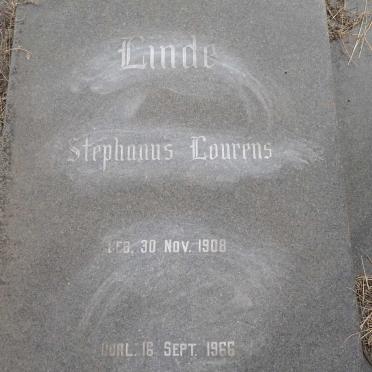 Linde
Stephanus Lourens
Geb. 30 Nov. 1908
Oorl. 16 Sept. 1966